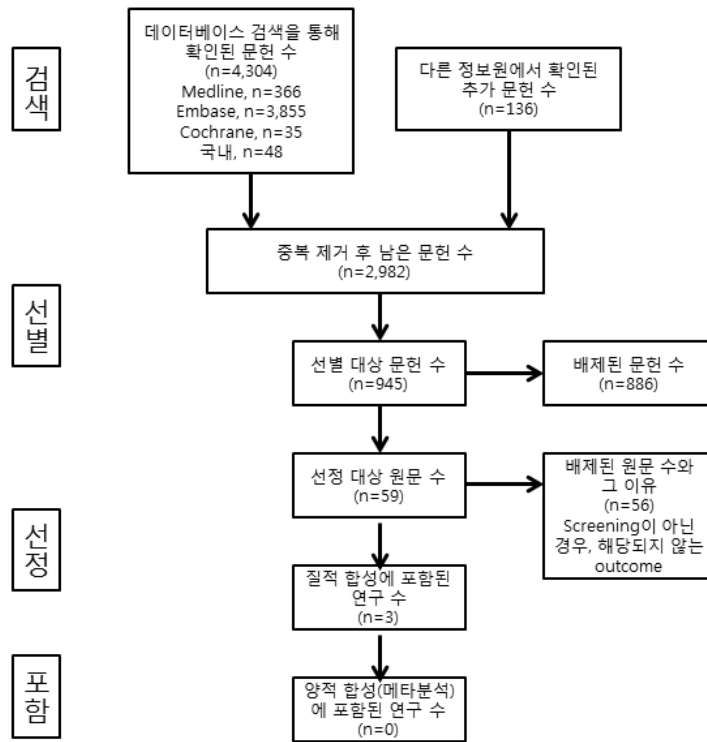 검색
데이터베이스 검색을 통해
확인된 문헌 수
(n=4,304)
Medline, n=366
Embase, n=3,855
Cochrane, n=35
국내, n=48
다른 정보원에서 확인된
추가 문헌 수
(n=136)
중복 제거 후 남은 문헌 수
(n=2,982)
선별
선별 대상 문헌 수
(n=945)
배제된 문헌 수
(n=886)
선정 대상 원문 수
(n=59)
배제된 원문 수와
그 이유
(n=56)
Screening이 아닌
경우, 해당되지 않는
outcome
선정
질적 합성에 포함된
연구 수
(n=3)
포함
양적 합성(메타분석)
에 포함된 연구 수
(n=0)